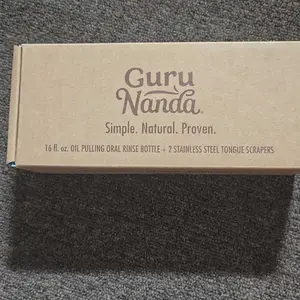 Guru
Nanda
Simple. Natural. Proven.
16 fl. oz. OIL PULLING ORAL RINSE BOTTLE + 2 STAINLESS STEEL TONGUE SCRAPERS